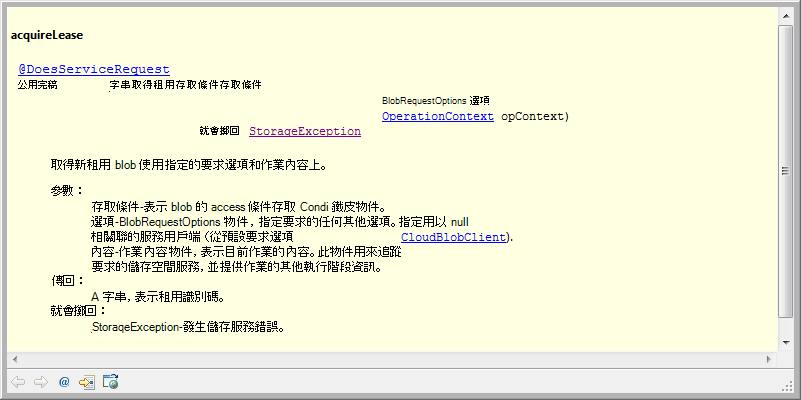 acquireLease
@DoesServiceRequest
公用完稿 字串取得租用存取條件存取條件
BlobRequestOptions 選項
OperationContext opContext)
就會擲回 StorageException
取得新租用 blob 使用指定的要求選項和作業內容上。
參數：
存取條件-表示 blob 的 access 條件存取 Condi 鐵皮物件。
選項-BlobRequestOptions 物件，指定要求的任何其他選項。指定用以 null
相關聯的服務用戶端（從預設要求選項 CloudBlobClient).
內容-作業內容物件，表示目前作業的內容。此物件用來追蹤
要求的儲存空間服務，並提供作業的其他執行階段資訊。
傳回：
A 字串，表示租用識別碼。
就會擲回：
StorageException-發生儲存服務錯誤。